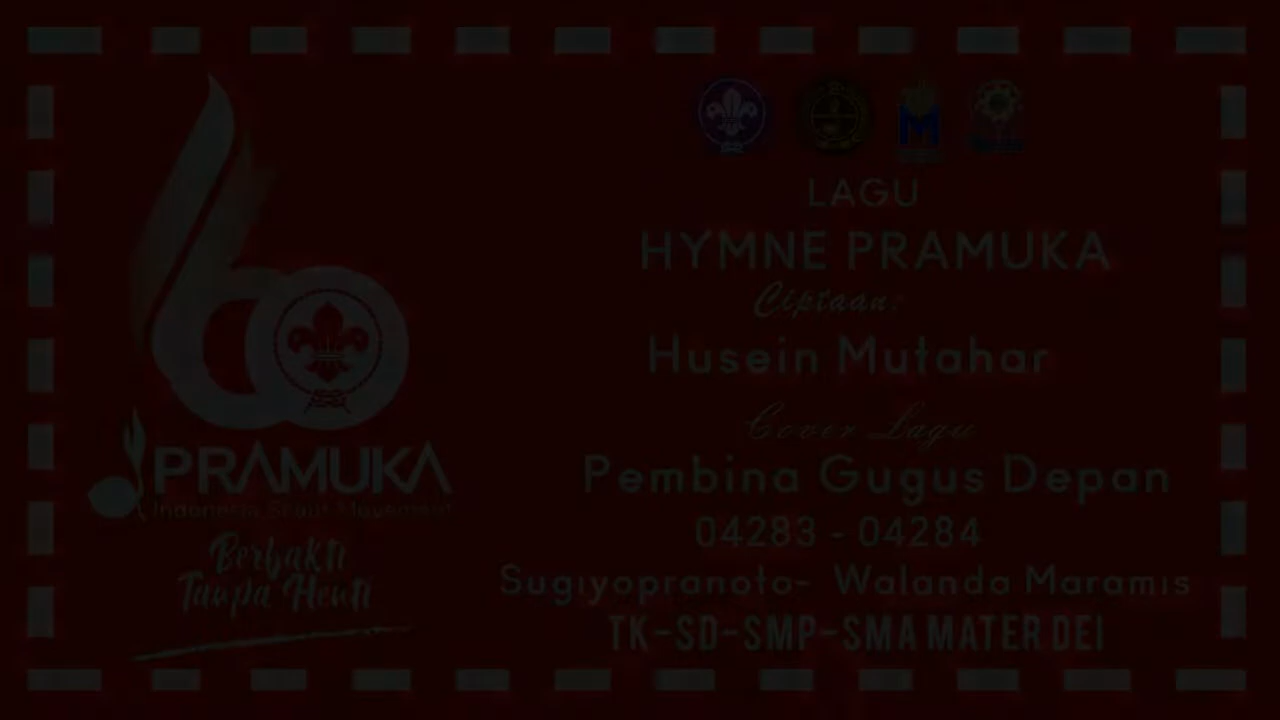 60
PRAMUKA
Indonesia Scout Movement
Berbakti
Tanpa Henti
LAGU
HYMNE PRAMUKA
Ciptaan:
Husein Mutahar
Cover Lagu
Pembina Gugus Depan
04283 - 04284
Sugiyopranoto- Walanda Maramis
TK-SD-SMP-SMA MATER DEI